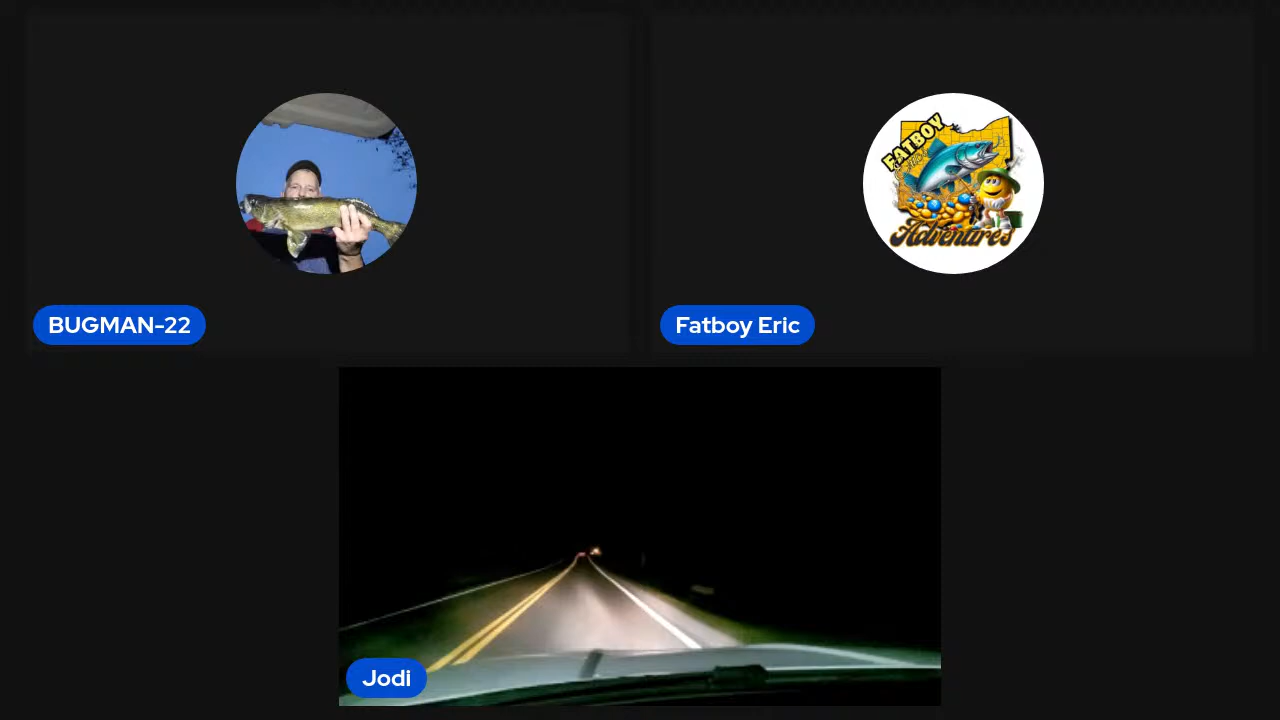 FATBOY
Adventures
BUGMAN-22
Fatboy Eric
Jodi